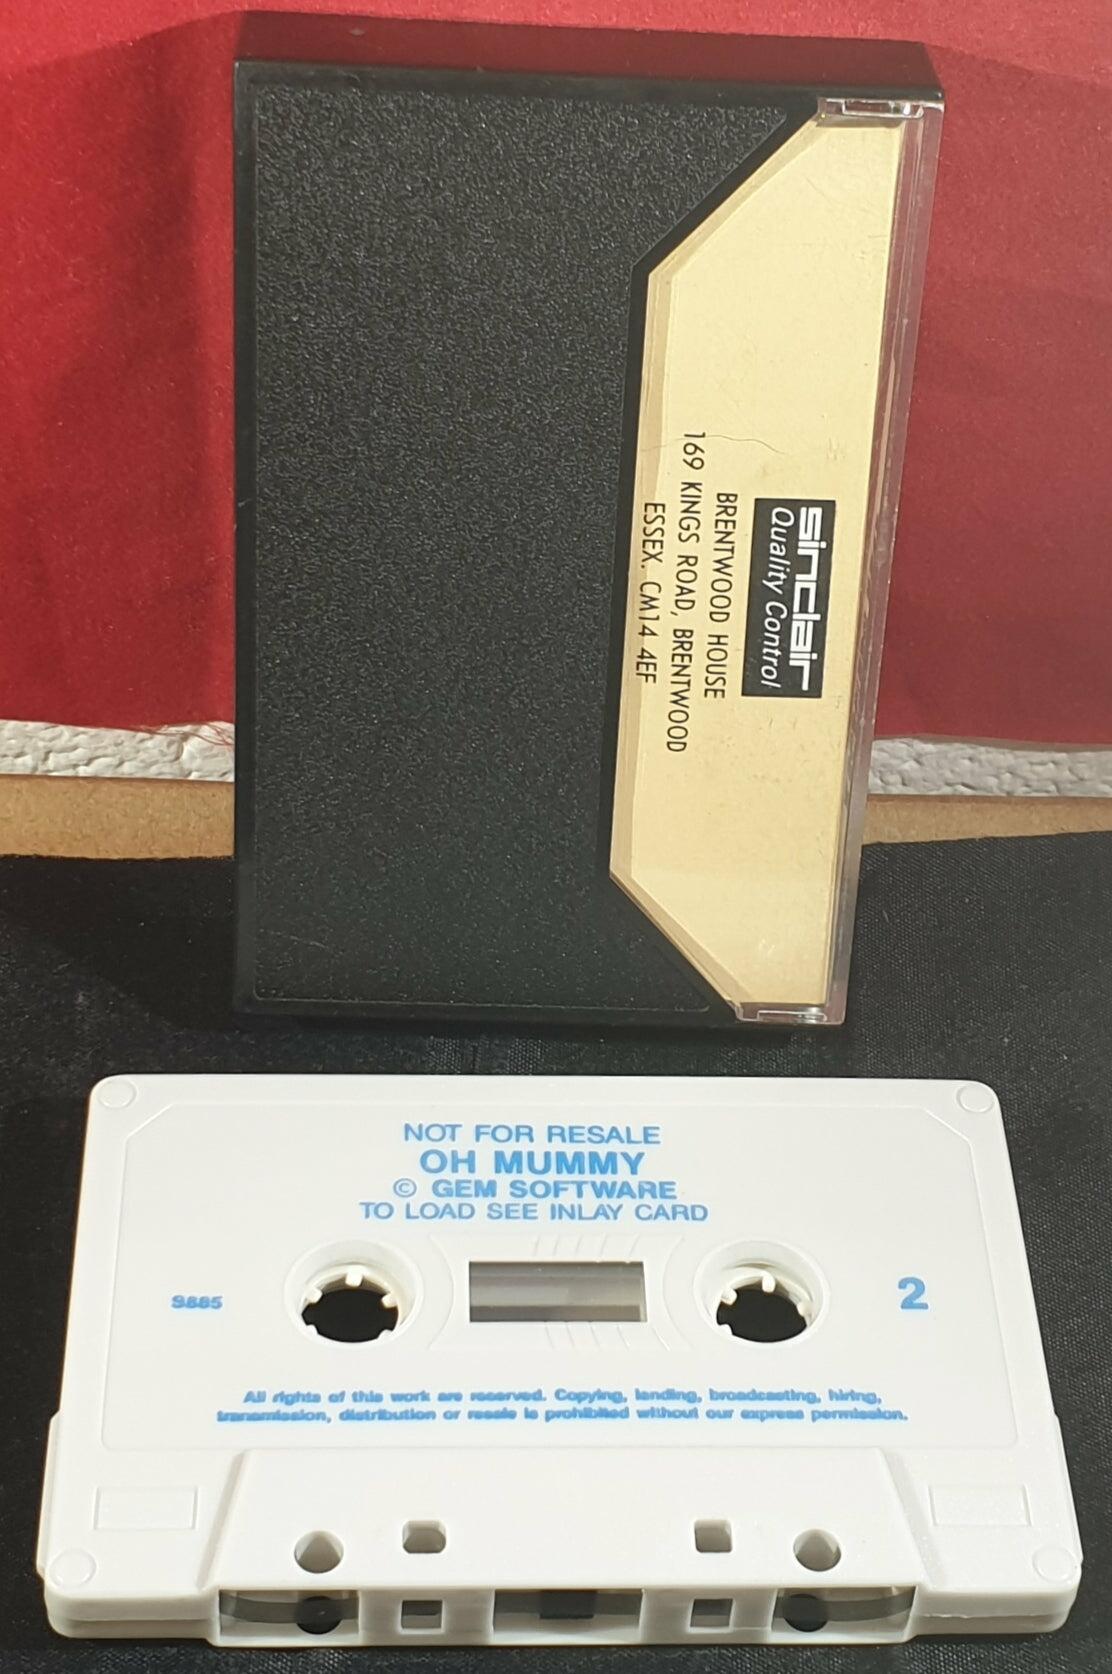 sinclair
Quality Control
BRENTWOOD HOUSE
169 KINGS ROAD, BRENTWOOD
ESSEX. CM14 4EF
NOT FOR RESALE
OH MUMMY
© GEM SOFTWARE
TO LOAD SEE INLAY CARD
S885
2
All rights of this work are reserved. Copying, lending, broadcasting, hiring,
transmission, distribution or resale is prohibited without our express permission.